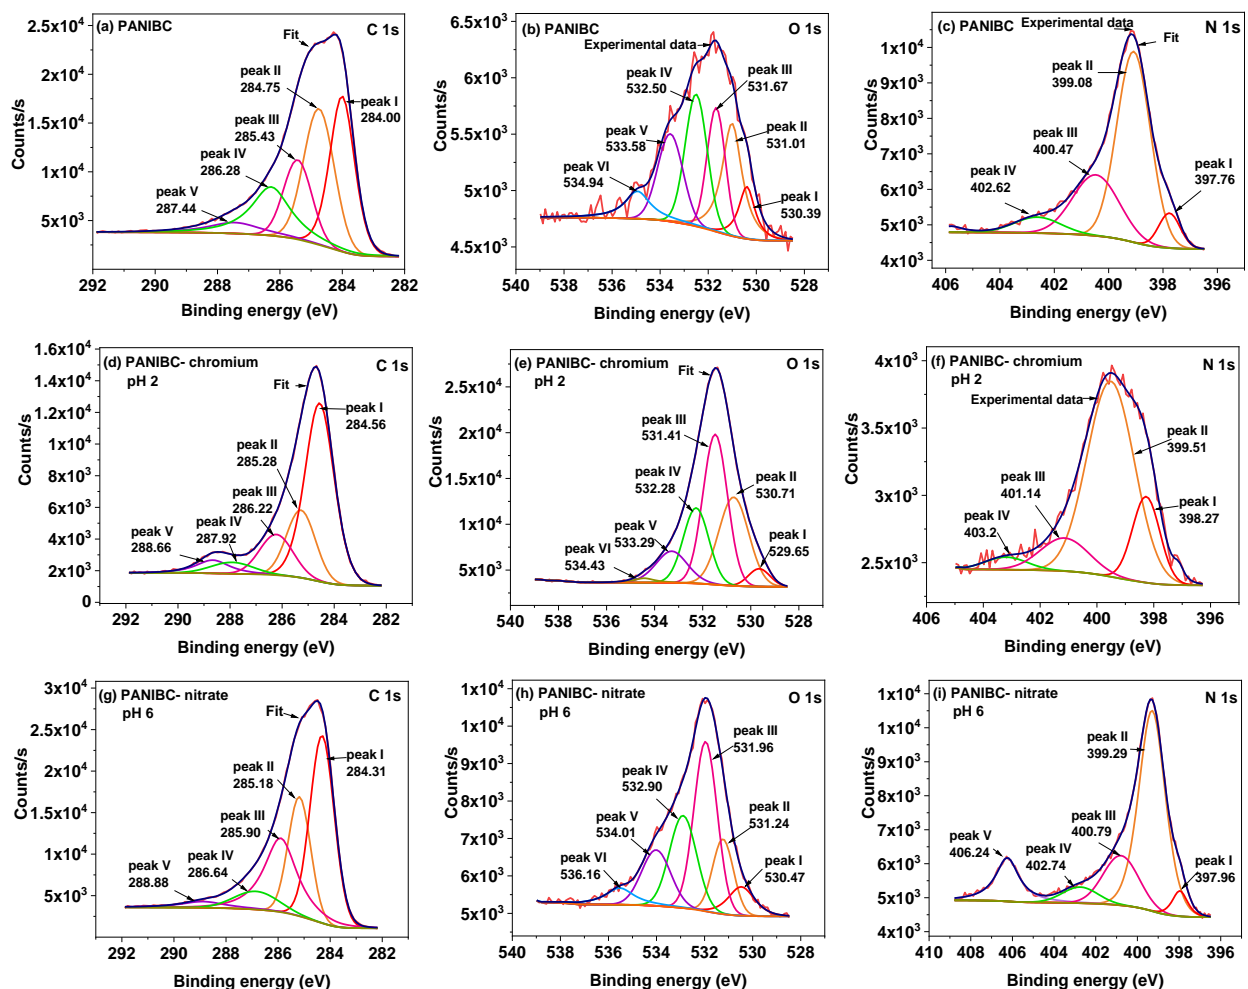 (a) PANIBC
C 1s
Fit
peak II
284.75
peak I
284.00
peak III
285.43
peak IV
286.28
peak V
287.44
2.5x10⁴
2.0x10⁴
1.5x10⁴
1.0x10⁴
5x10³
Counts/s
292 290 288 286 284 282
Binding energy (eV)
(b) PANIBC
O 1s
Experimental data
peak IV
532.50
peak III
531.67
peak V
533.58
peak II
531.01
peak VI
534.94
peak I
530.39
6.5x10³
6x10³
5.5x10³
5x10³
4.5x10³
Counts/s
540 538 536 534 532 530 528
Binding energy (eV)
(c) PANIBC
Experimental data
N 1s
Fit
peak II
399.08
peak III
400.47
peak IV
402.62
peak I
397.76
1x10⁴
9x10³
8x10³
7x10³
6x10³
5x10³
4x10³
Counts/s
406 404 402 400 398 396
Binding energy (eV)
(d) PANIBC- chromium
pH 2
C 1s
Fit
peak I
284.56
peak II
285.28
peak III
286.22
peak IV
287.92
peak V
288.66
1.6x10⁴
1.4x10⁴
1.2x10⁴
1x10⁴
8x10³
6x10³
4x10³
2x10³
0
Counts/s
292 290 288 286 284 282
Binding energy (eV)
(e) PANIBC- chromium
pH 2
O 1s
Fit
peak III
531.41
peak IV
532.28
peak II
530.71
peak V
533.29
peak I
529.65
peak VI
534.43
2.5x10⁴
2x10⁴
1.5x10⁴
1x10⁴
5x10³
0
Counts/s
540 538 536 534 532 530 528
Binding energy (eV)
(f) PANIBC- chromium
pH 2
N 1s
Experimental data
peak II
399.51
peak III
401.14
peak I
398.27
peak IV
403.2
4x10³
3.5x10³
3x10³
2.5x10³
Counts/s
406 404 402 400 398 396
Binding energy (eV)
(g) PANIBC- nitrate
pH 6
C 1s
Fit
peak I
284.31
peak II
285.18
peak III
285.90
peak IV
286.64
peak V
288.88
3x10⁴
2.5x10⁴
2x10⁴
1.5x10⁴
1x10⁴
5x10³
Counts/s
292 290 288 286 284 282
Binding energy (eV)
(h) PANIBC- nitrate
pH 6
O 1s
peak III
531.96
peak IV
532.90
peak V
534.01
peak II
531.24
peak VI
536.16
peak I
530.47
1x10⁴
9x10³
8x10³
7x10³
6x10³
5x10³
Counts/s
540 538 536 534 532 530 528
Binding energy (eV)
(i) PANIBC- nitrate
pH 6
N 1s
peak II
399.29
peak III
400.79
peak V
406.24
peak IV
402.74
peak I
397.96
1x10⁴
9x10³
8x10³
7x10³
6x10³
5x10³
4x10³
Counts/s
410 408 406 404 402 400 398 396
Binding energy (eV)